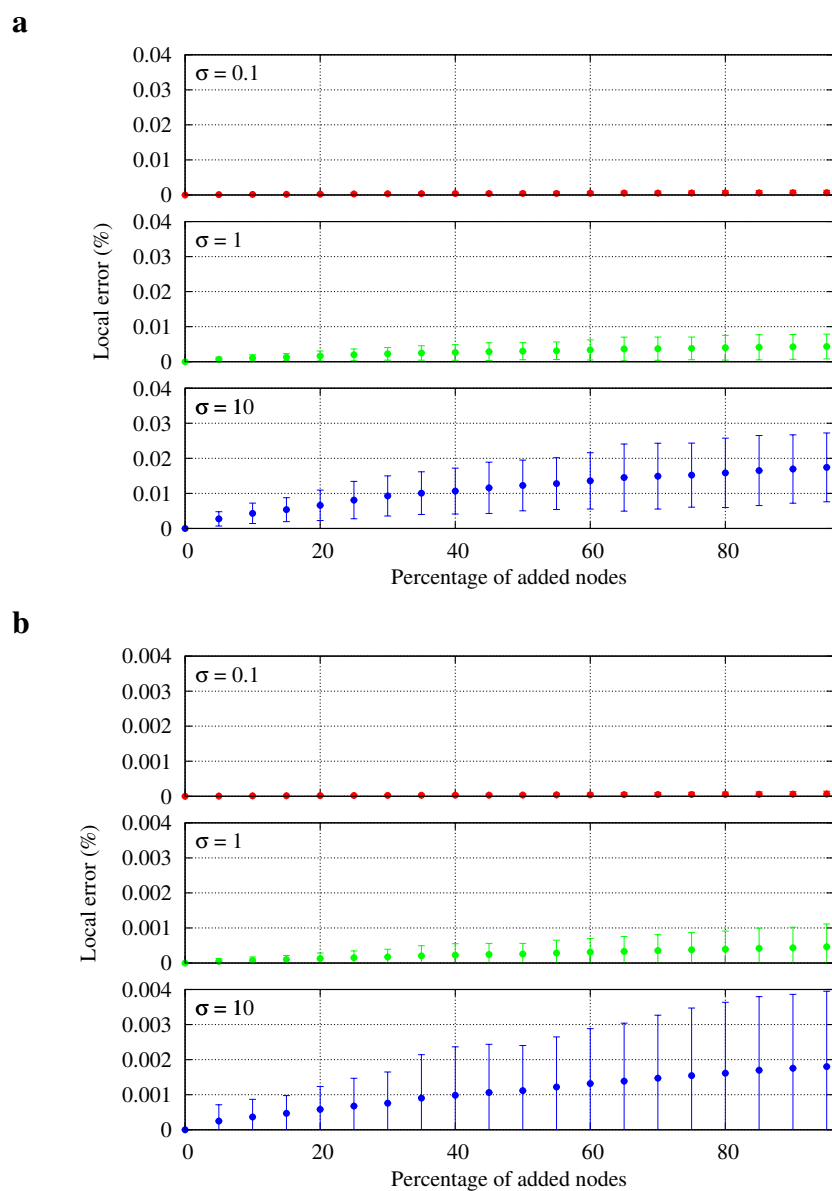 a
0.04
0.03
0.02
0.01
0
σ = 0.1
0.04
0.03
0.02
0.01
0
σ = 1
Local error (%)
0.04
0.03
0.02
0.01
0
σ = 10
0 20 40 60 80
Percentage of added nodes
b
0.004
0.003
0.002
0.001
0
σ = 0.1
0.004
0.003
0.002
0.001
0
σ = 1
Local error (%)
0.004
0.003
0.002
0.001
0
σ = 10
0 20 40 60 80
Percentage of added nodes